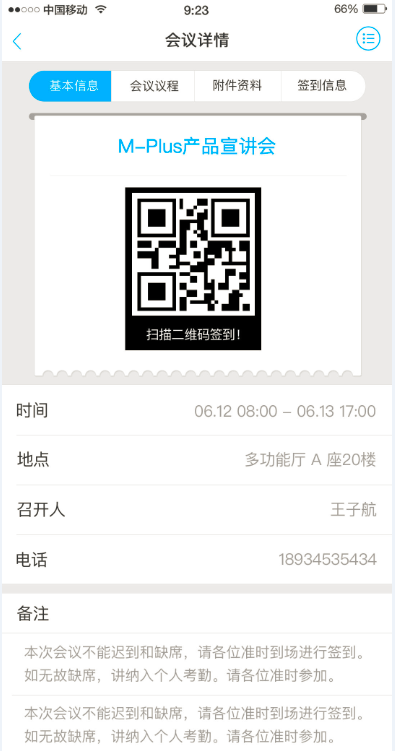 中国移动 9:23 66%
会议详情
基本信息 会议议程 附件资料 签到信息
M-Plus产品宣讲会
扫描二维码签到！
时间 06.12 08:00 - 06.13 17:00
地点 多功能厅 A 座20楼
召开人 王子航
电话 18934535434
备注
本次会议不能迟到和缺席，请各位准时到场进行签到。
如无故缺席，讲纳入个人考勤。请各位准时参加。
本次会议不能迟到和缺席，请各位准时到场进行签到。
如无故缺席，讲纳入个人考勤。请各位准时参加。